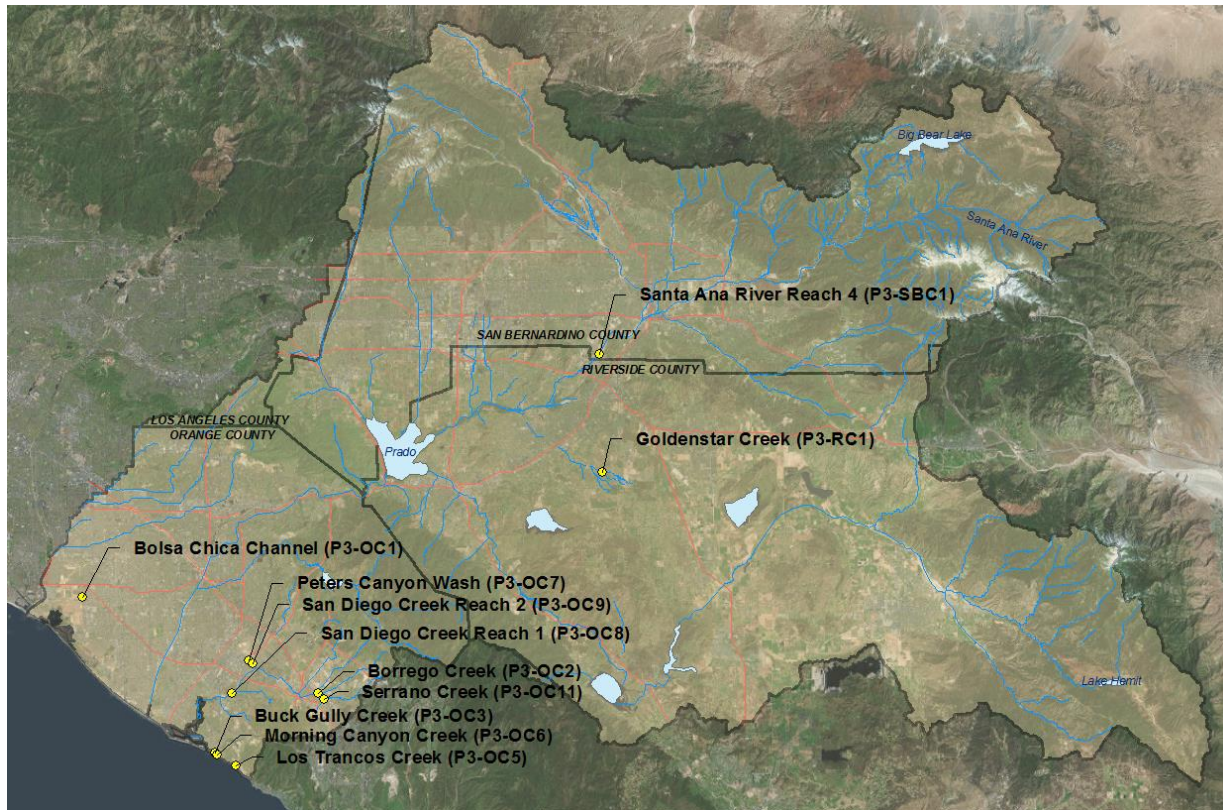 Big Bear Lake
Santa Ana River
Santa Ana River Reach 4 (P3-SBC1)
SAN BERNARDINO COUNTY
RIVERSIDE COUNTY
LOS ANGELES COUNTY
ORANGE COUNTY
Goldenstar Creek (P3-RC1)
Prado
Bolsa Chica Channel (P3-OC1)
Peters Canyon Wash (P3-OC7)
San Diego Creek Reach 2 (P3-OC9)
San Diego Creek Reach 1 (P3-OC8)
Borrego Creek (P3-OC2)
Serrano Creek (P3-OC11)
Lake Hemit
Buck Gully Creek (P3-OC3)
Morning Canyon Creek (P3-OC6)
Los Trancos Creek (P3-OC5)